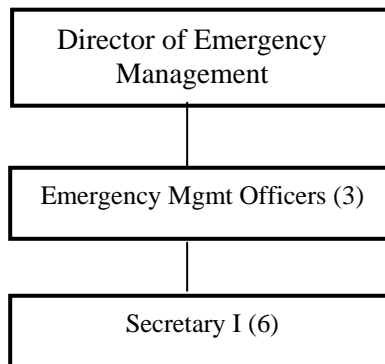 Director of Emergency
Management
Emergency Mgmt Officers (3)
Secretary I (6)